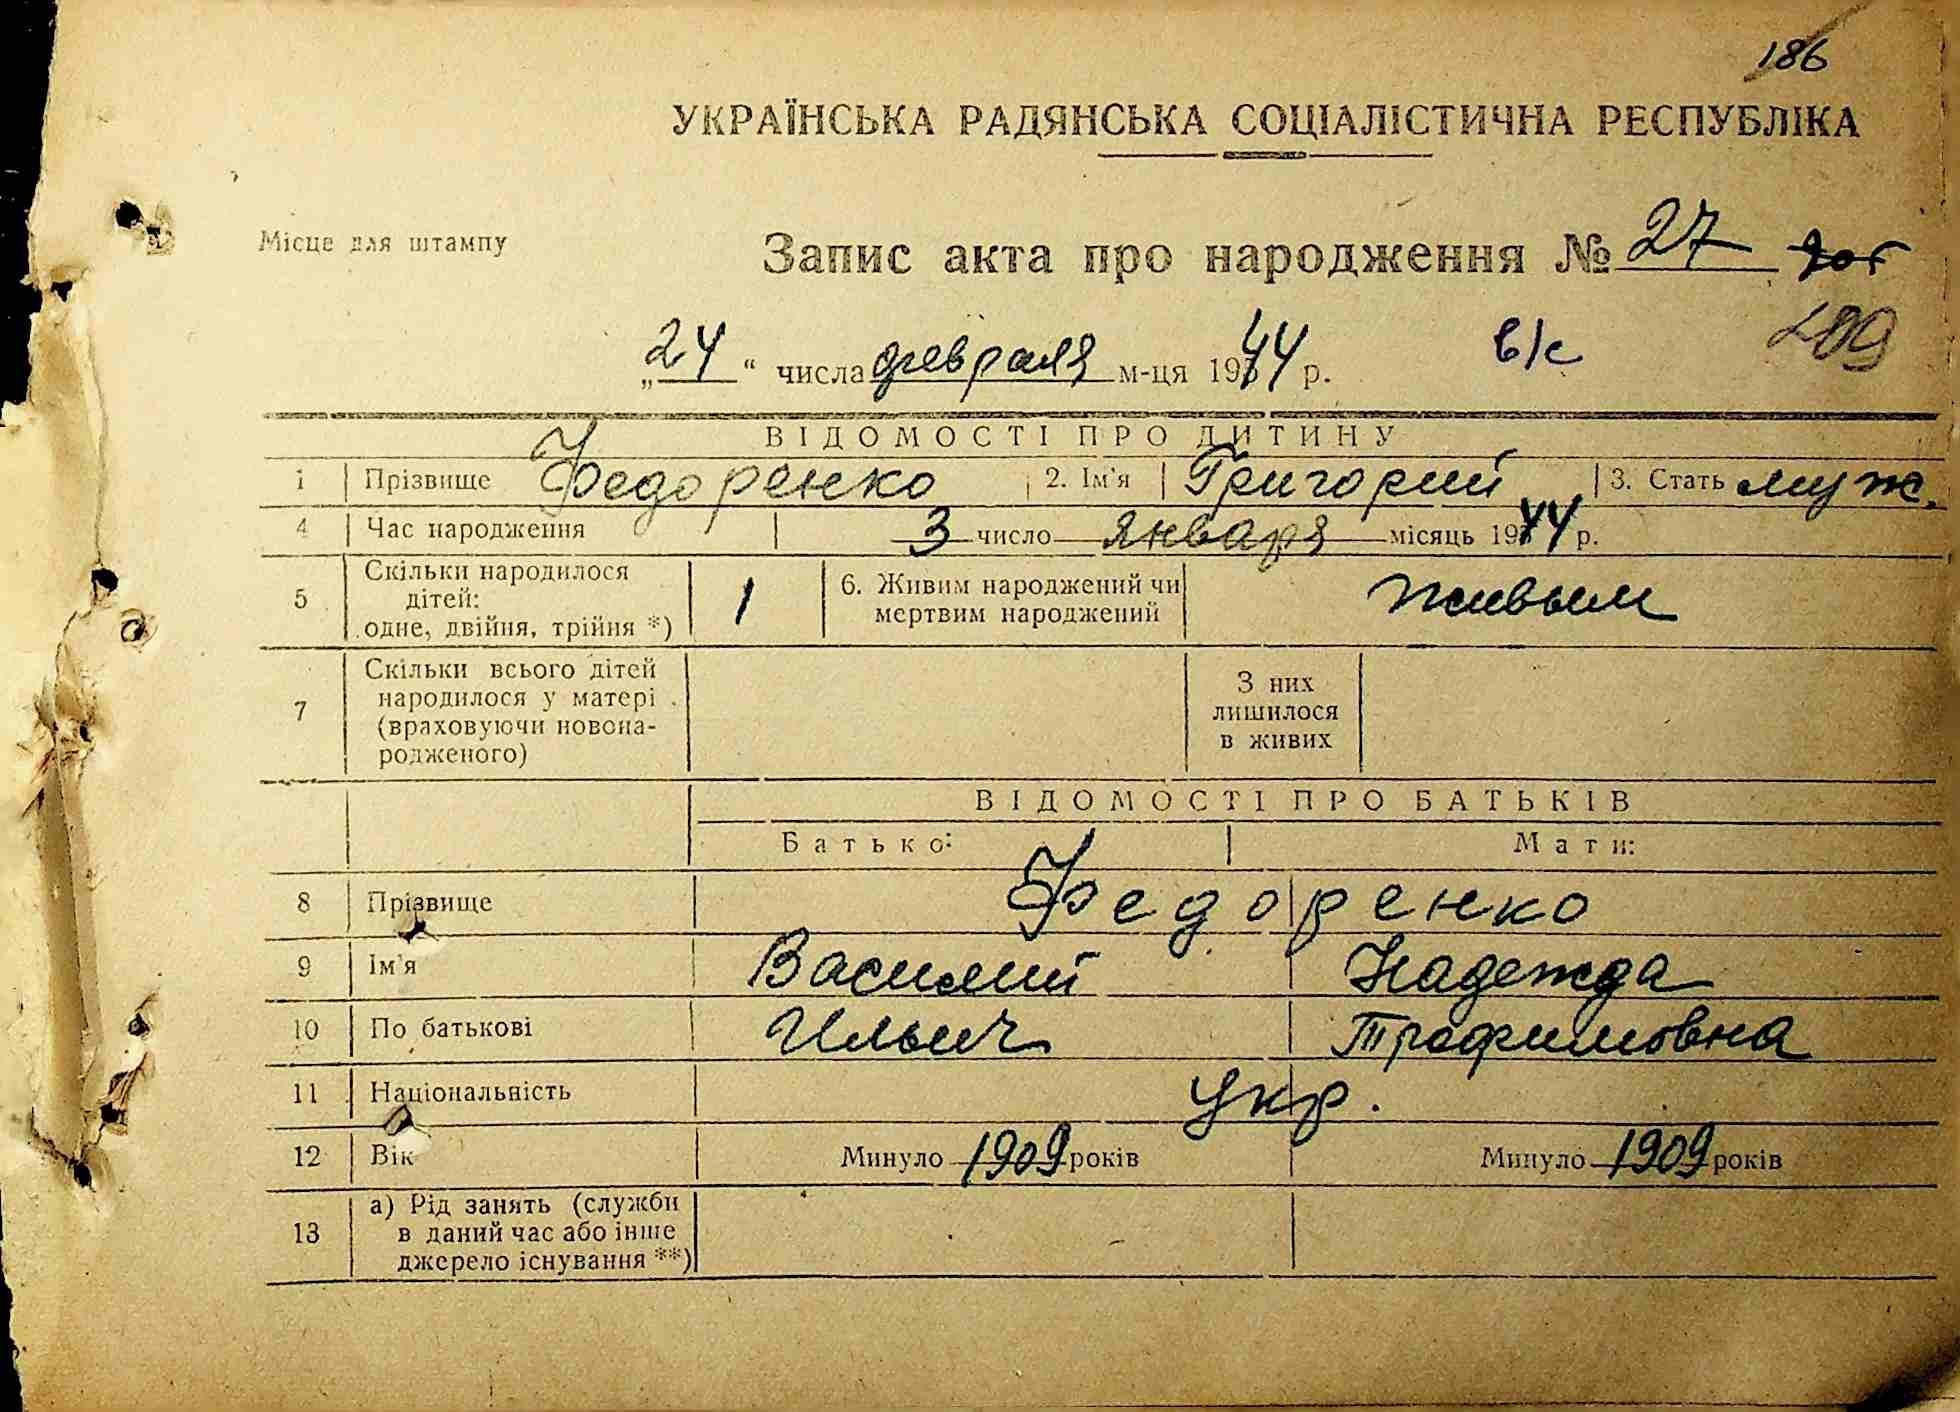 186
УКРАЇНСЬКА РАДЯНСЬКА СОЦІАЛІСТИЧНА РЕСПУБЛІКА
Місце для штампу
Запис акта про народження № 27
209
„24“ числа февраля м-ця 1944 р. в/с
ВІДОМОСТІ ПРО ДИТИНУ
1 Прізвище Федоренко 2. Ім'я Григорий 3. Стать муж.
4 Час народження 3 число января місяць 1944 р.
5 Скільки народилося дітей: одне, двійня, трійня *) 1 6. Живим народжений чи мертвим народжений живым
7 Скільки всього дітей народилося у матері (враховуючи новона-родженого) З них лишилося в живих
ВІДОМОСТІ ПРО БАТЬКІВ
Батько: Мати:
8 Прізвище Федоренко
9 Ім'я Василий Надежда
10 По батькові Ильич Трофимовна
11 Національність укр.
12 Вік Минуло 1909 років Минуло 1909 років
13 а) Рід занять (служби в даний час або інше джерело існування **)